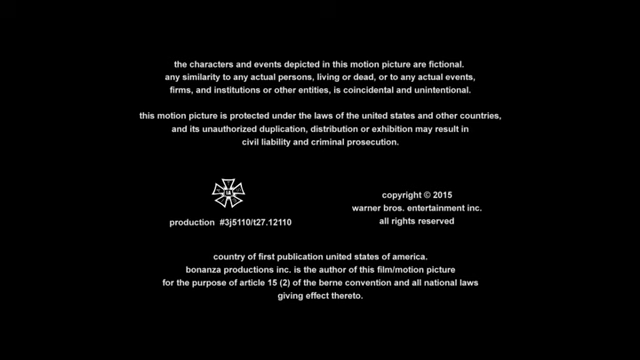 the characters and events depicted in this motion picture are fictional.
any similarity to any actual persons, living or dead, or to any actual events,
firms, and institutions or other entities, is coincidental and unintentional.
this motion picture is protected under the laws of the united states and other countries,
and its unauthorized duplication, distribution or exhibition may result in
civil liability and criminal prosecution.
IA
production #3j5110/t27.12110
copyright © 2015
warner bros. entertainment inc.
all rights reserved
country of first publication united states of america.
bonanza productions inc. is the author of this film/motion picture
for the purpose of article 15 (2) of the berne convention and all national laws
giving effect thereto.